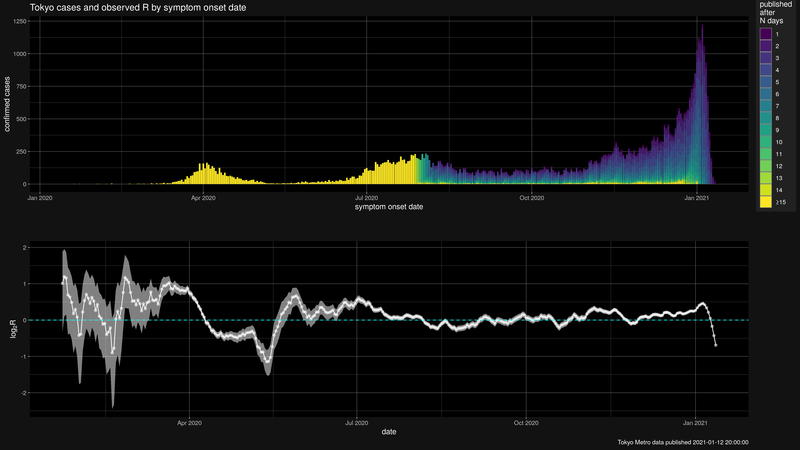 Tokyo cases and observed R by symptom onset date
published
after
N days
1
2
3
4
5
6
7
8
9
10
11
12
13
14
≥15
confirmed cases
1250
1000
750
500
250
0
Jan 2020 Apr 2020 Jul 2020 Oct 2020 Jan 2021
symptom onset date
log₂R
2
1
0
-1
-2
Apr 2020 Jul 2020 Oct 2020 Jan 2021
date
Tokyo Metro data published 2021-01-12 20:00:00